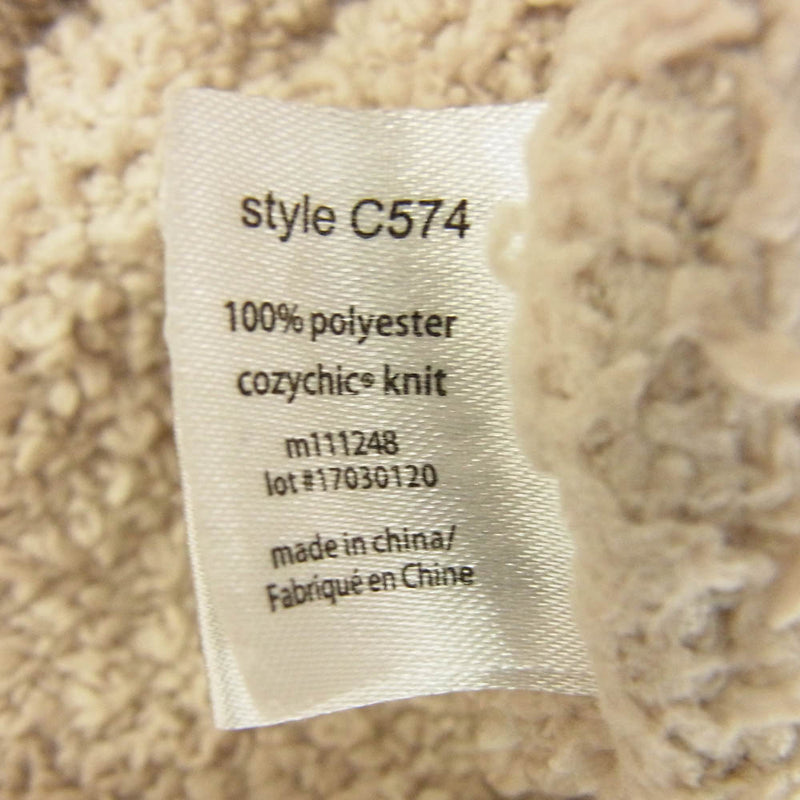 style C574
100% polyester
cozychic® knit
m111248
lot #17030120
made in china/
Fabriqué en Chine